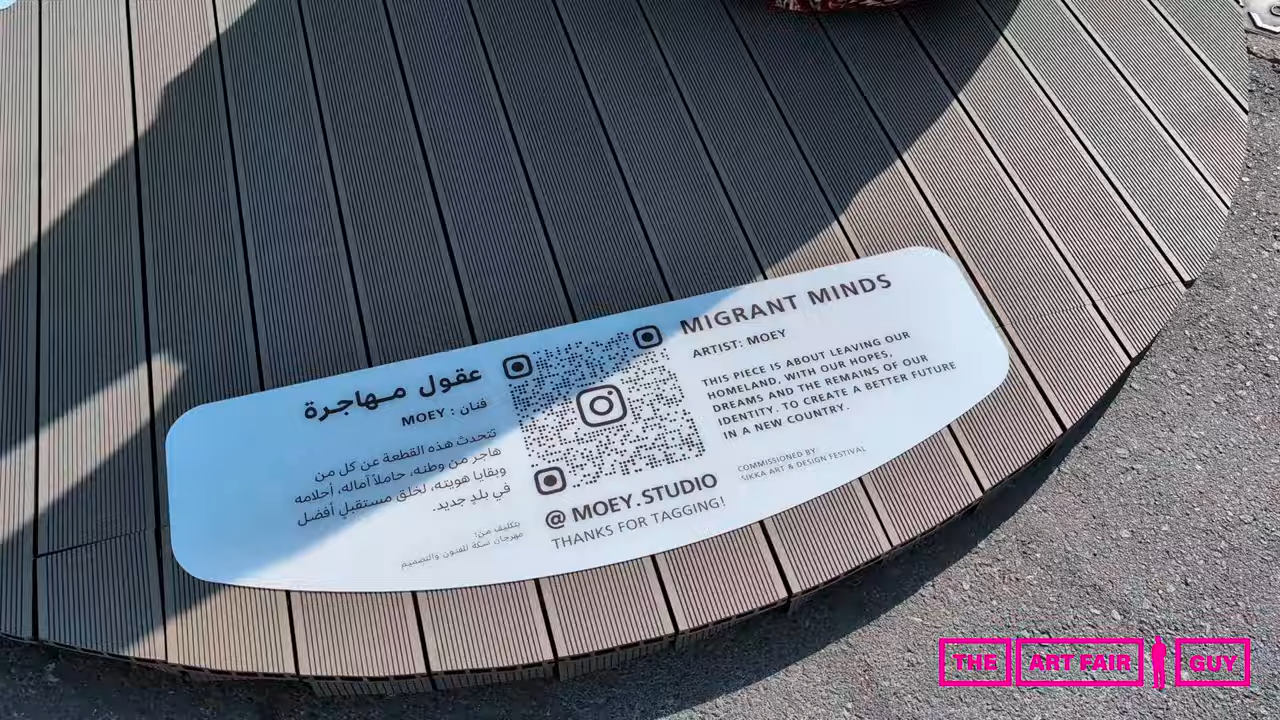 عقول مهاجرة
فنان : MOEY
تتحدث هذه القطعة عن كل من
هاجر من وطنه، حاملاً آماله، أحلامه
وبقايا هويته، لخلق مستقبلٍ أفضل
في بلدٍ جديد.
بتكليف من:
مهرجان سكة للفنون والتصميم
@ MOEY.STUDIO
THANKS FOR TAGGING!
MIGRANT MINDS
ARTIST: MOEY
THIS PIECE IS ABOUT LEAVING OUR
HOMELAND, WITH OUR HOPES,
DREAMS AND THE REMAINS OF OUR
IDENTITY. TO CREATE A BETTER FUTURE
IN A NEW COUNTRY.
COMMISSIONED BY
SIKKA ART & DESIGN FESTIVAL
THE ART FAIR GUY